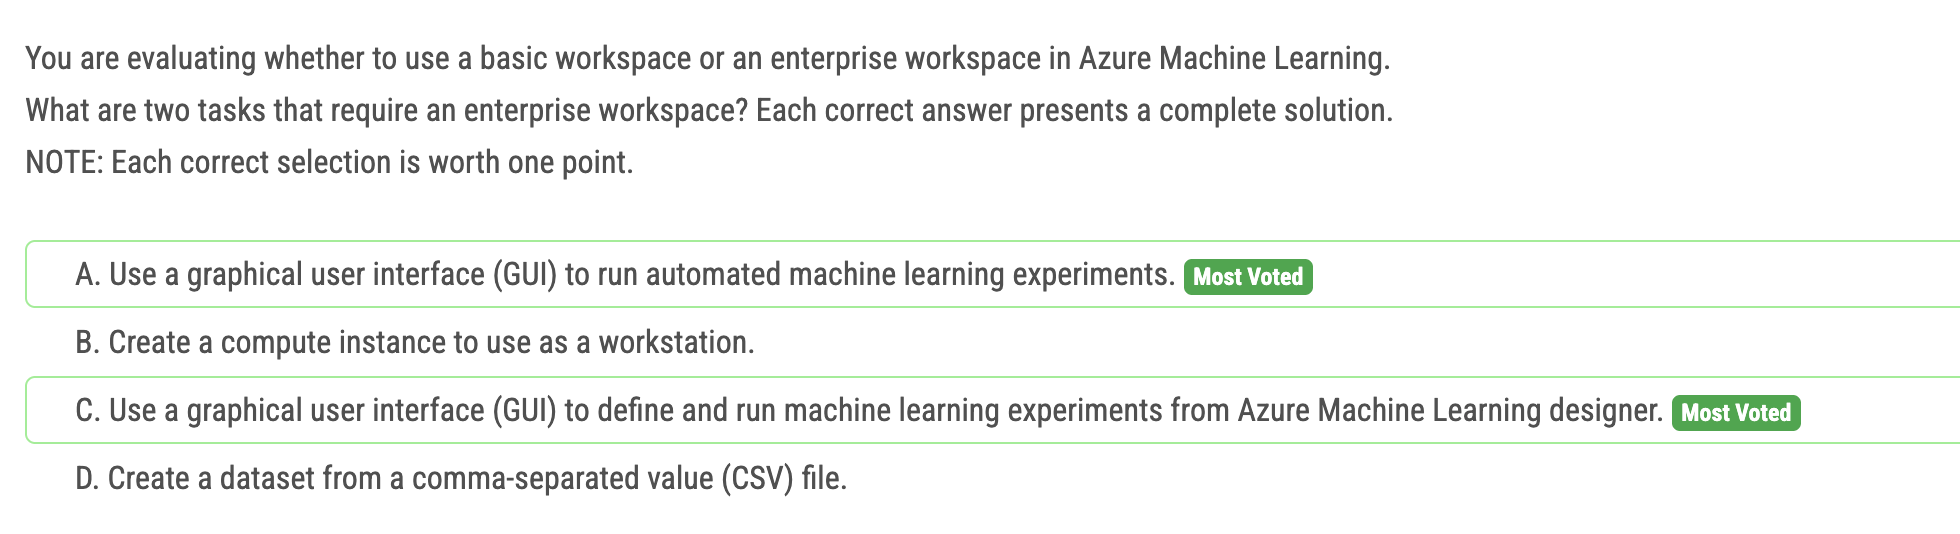 You are evaluating whether to use a basic workspace or an enterprise workspace in Azure Machine Learning.
What are two tasks that require an enterprise workspace? Each correct answer presents a complete solution.
NOTE: Each correct selection is worth one point.
A. Use a graphical user interface (GUI) to run automated machine learning experiments. Most Voted
B. Create a compute instance to use as a workstation.
C. Use a graphical user interface (GUI) to define and run machine learning experiments from Azure Machine Learning designer. Most Voted
D. Create a dataset from a comma-separated value (CSV) file.